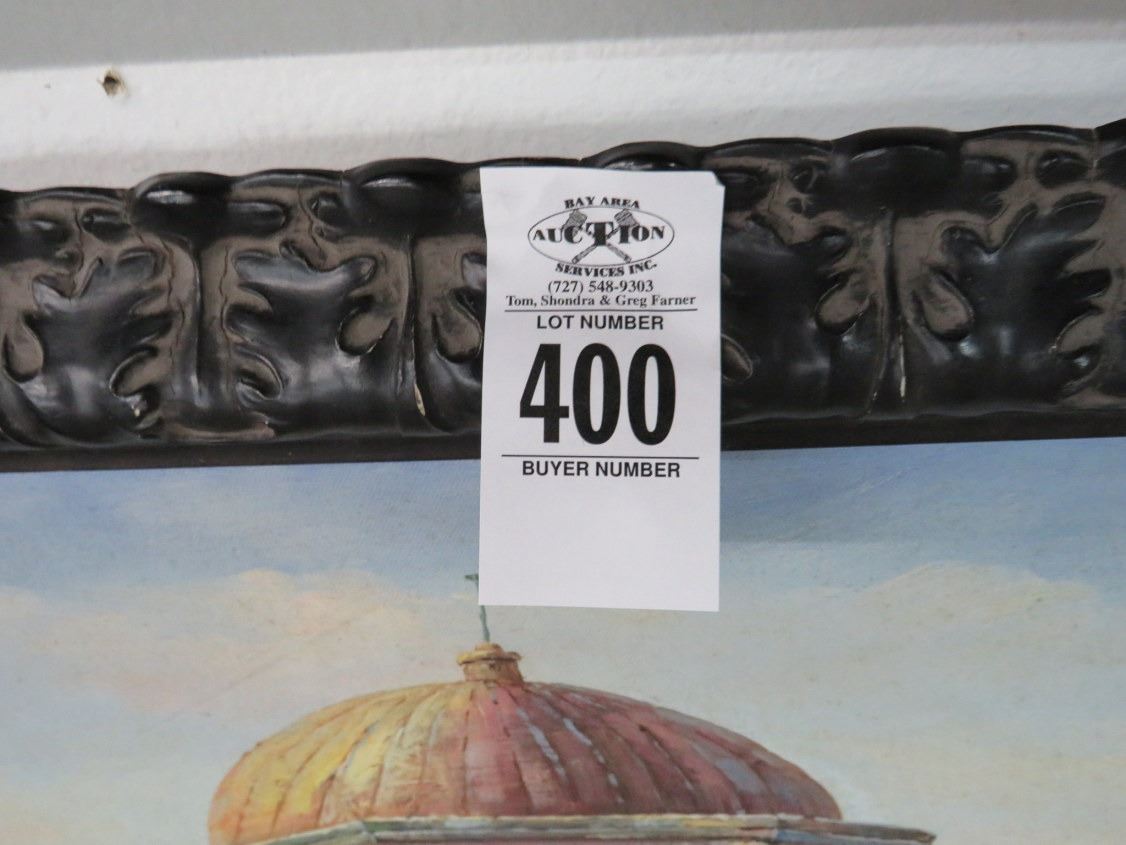 BAY AREA
AUCTION
SERVICES INC.
(727) 548-9303
Tom, Shondra & Greg Farner
LOT NUMBER
400
BUYER NUMBER